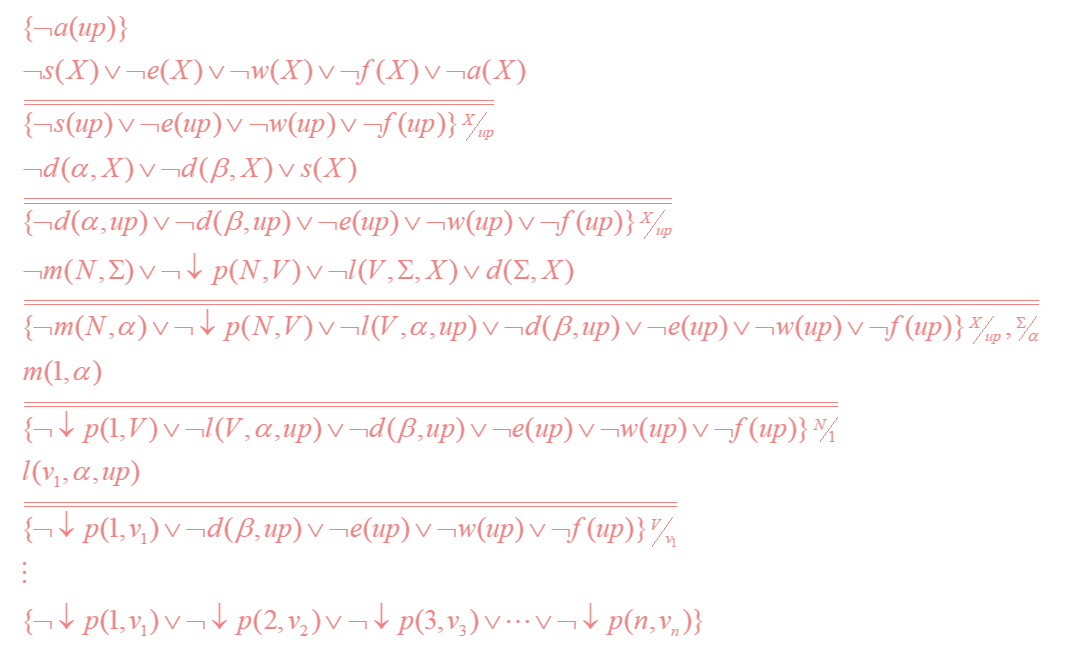 {¬a(up)}
¬s(X)∨¬e(X)∨¬w(X)∨¬f(X)∨¬a(X)
{¬s(up)∨¬e(up)∨¬w(up)∨¬f(up)} X/up
¬d(α,X)∨¬d(β,X)∨s(X)
{¬d(α,up)∨¬d(β,up)∨¬e(up)∨¬w(up)∨¬f(up)} X/up
¬m(N,Σ)∨¬↓p(N,V)∨¬l(V,Σ,X)∨d(Σ,X)
{¬m(N,α)∨¬↓p(N,V)∨¬l(V,α,up)∨¬d(β,up)∨¬e(up)∨¬w(up)∨¬f(up)} X/up, Σ/α
m(1,α)
{¬↓p(1,V)∨¬l(V,α,up)∨¬d(β,up)∨¬e(up)∨¬w(up)∨¬f(up)} N/1
l(v₁,α,up)
{¬↓p(1,v₁)∨¬d(β,up)∨¬e(up)∨¬w(up)∨¬f(up)} V/v₁
⋮
{¬↓p(1,v₁)∨¬↓p(2,v₂)∨¬↓p(3,v₃)∨⋯∨¬↓p(n,vₙ)}